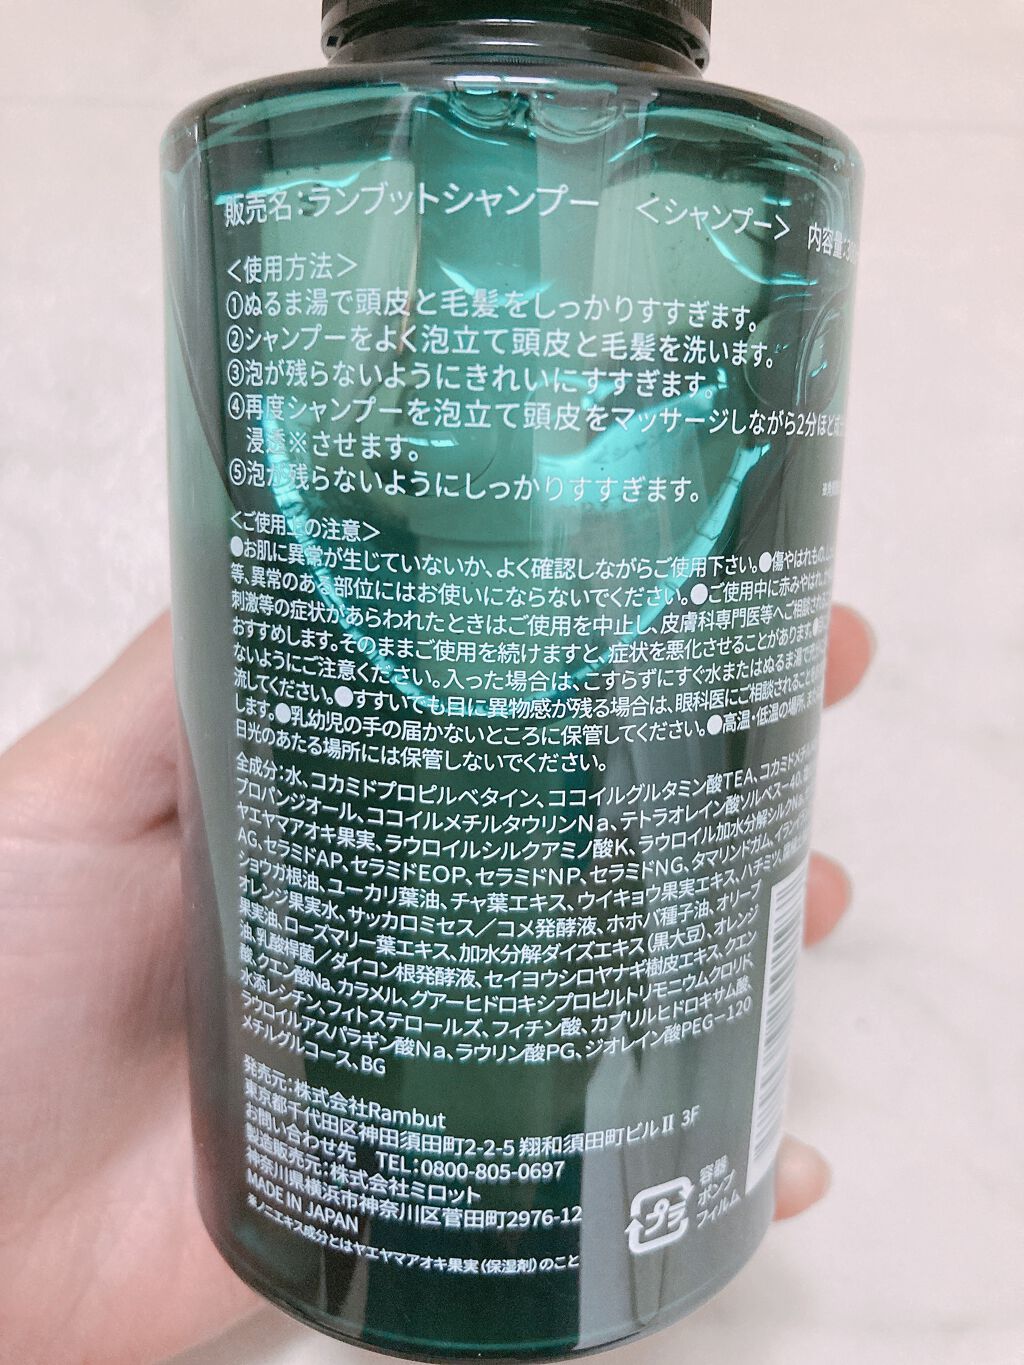 販売名:ランブットシャンプー <シャンプー> 内容量:3
<使用方法>
①ぬるま湯で頭皮と毛髪をしっかりすすぎます。
②シャンプーをよく泡立て頭皮と毛髪を洗います。
③泡が残らないようにきれいにすすぎます。
④再度シャンプーを泡立て頭皮をマッサージしながら2分ほど
浸透※させます。
⑤泡が残らないようにしっかりすすぎます。
<ご使用上の注意>
●お肌に異常が生じていないか、よく確認しながらご使用下さい。●傷やはれもの、
等、異常のある部位にはお使いにならないでください。●ご使用中に赤みやはれ、か
刺激等の症状があらわれたときはご使用を中止し、皮膚科専門医等へご相談される
おすすめします。そのままご使用を続けますと、症状を悪化させることがあります。●
ないようにご注意ください。入った場合は、こすらずにすぐ水またはぬるま湯で
流してください。●すすいでも目に異物感が残る場合は、眼科医にご相談されることを
します。●乳幼児の手の届かないところに保管してください。●高温・低温の場所、
日光のあたる場所には保管しないでください。
全成分:水、コカミドプロピルベタイン、ココイルグルタミン酸TEA、コカミドメチル
プロパンジオール、ココイルメチルタウリンNa、テトラオレイン酸ソルベス-40、
ヤエヤマアオキ果実、ラウロイルシルクアミノ酸K、ラウロイル加水分解シルクNa、
AG、セラミドAP、セラミドEOP、セラミドNP、セラミドNG、タマリンドガム、イランイラン
ショウガ根油、ユーカリ葉油、チャ葉エキス、ウイキョウ果実エキス、ハチミツ、
オレンジ果実水、サッカロミセス/コメ発酵液、ホホバ種子油、オリーブ
果実油、ローズマリー葉エキス、加水分解ダイズエキス(黒大豆)、オレンジ
油、乳酸桿菌/ダイコン根発酵液、セイヨウシロヤナギ樹皮エキス、クエン
酸、クエン酸Na、カラメル、グアーヒドロキシプロピルトリモニウムクロリド、
水添レシチン、フィトステロールズ、フィチン酸、カプリルヒドロキサム酸、
ラウロイルアスパラギン酸Na、ラウリン酸PG、ジオレイン酸PEG-120
メチルグルコース、BG
発売元:株式会社Rambut
東京都千代田区神田須田町2-2-5 翔和須田町ビルⅡ 3F
お問い合わせ先 TEL:0800-805-0697
製造販売元:株式会社ミロット
神奈川県横浜市神奈川区菅田町2976-12
MADE IN JAPAN
※ノニエキス成分とはヤエヤマアオキ果実(保湿剤)のこと
プラ
容器
ポンプ
フィルム